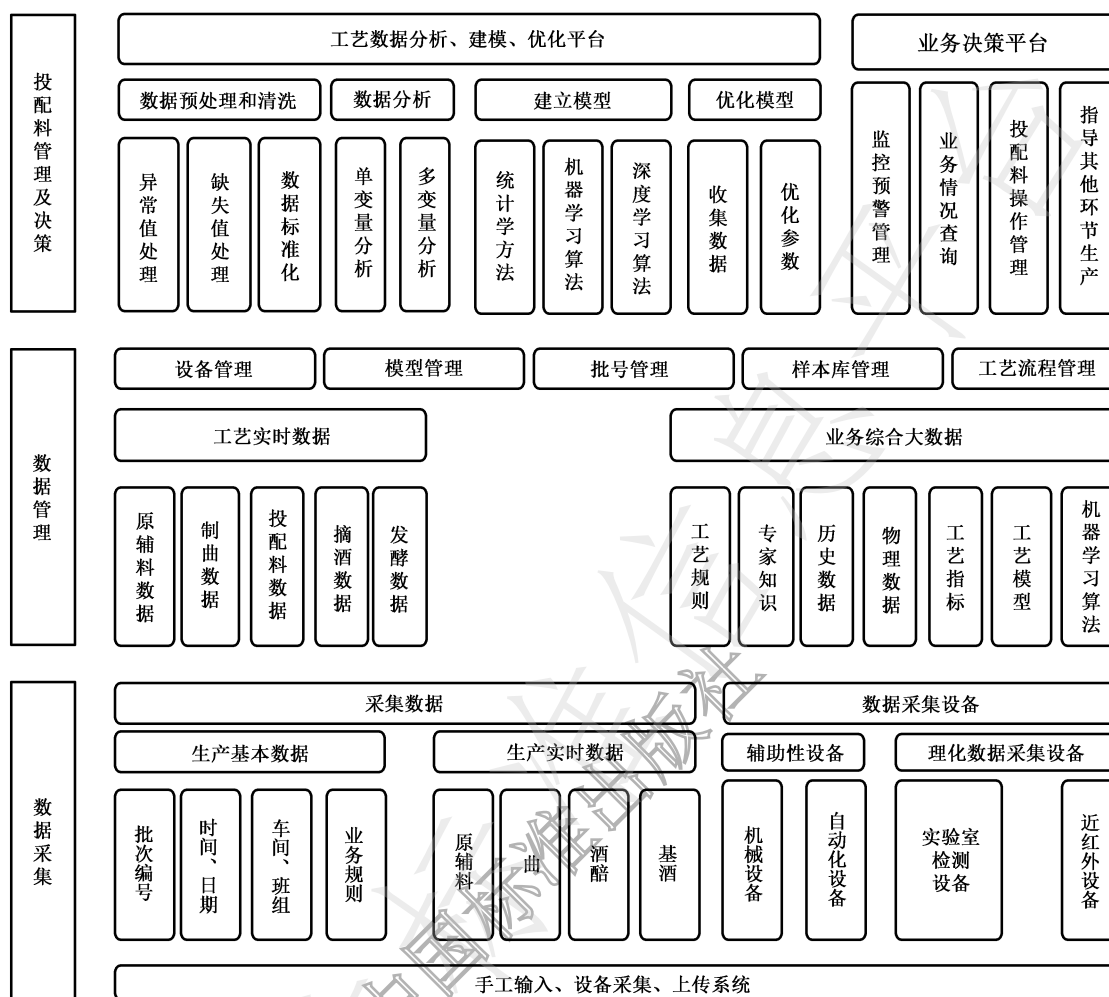 投配料管理及决策
工艺数据分析、建模、优化平台
业务决策平台
数据预处理和清洗
数据分析
建立模型
优化模型
异常值处理
缺失值处理
数据标准化
单变量分析
多变量分析
统计学方法
机器学习算法
深度学习算法
收集数据
优化参数
监控预警管理
业务情况查询
投配料操作管理
指导其他环节生产
数据管理
设备管理
模型管理
批号管理
样本库管理
工艺流程管理
工艺实时数据
业务综合大数据
原辅料数据
制曲数据
投配料数据
摘酒数据
发酵数据
工艺规则
专家知识
历史数据
物理数据
工艺指标
工艺模型
机器学习算法
数据采集
采集数据
数据采集设备
生产基本数据
生产实时数据
辅助性设备
理化数据采集设备
批次编号
时间、日期
车间、班组
业务规则
原辅料
曲
酒醅
基酒
机械设备
自动化设备
实验室
检测
设备
近红外设备
手工输入、设备采集、上传系统
中国标准出版社
标准信息平台